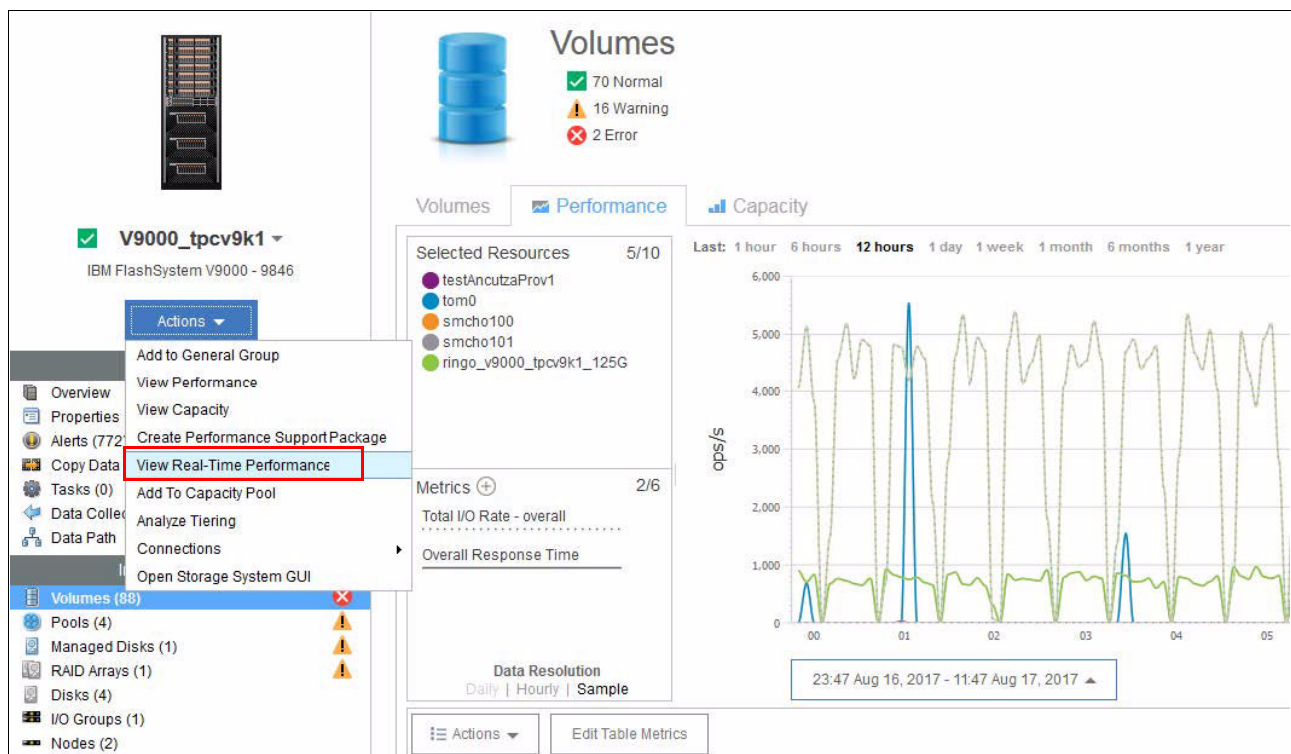 Volumes
70 Normal
16 Warning
2 Error
V9000_tpcv9k1
IBM FlashSystem V9000 - 9846
Actions
Add to General Group
View Performance
View Capacity
Create Performance Support Package
View Real-Time Performance
Add To Capacity Pool
Analyze Tiering
Connections
Open Storage System GUI
Overview
Properties
Alerts (772
Copy Data
Tasks (0)
Data Collec
Data Path
Volumes (88)
Pools (4)
Managed Disks (1)
RAID Arrays (1)
Disks (4)
I/O Groups (1)
Nodes (2)
Volumes Performance Capacity
Selected Resources 5/10
testAncutzaProv1
tom0
smcho100
smcho101
ringo_v9000_tpcv9k1_125G
Metrics 2/6
Total I/O Rate - overall
Overall Response Time
Data Resolution
Daily | Hourly | Sample
Last: 1 hour 6 hours 12 hours 1 day 1 week 1 month 6 months 1 year
ops/s
6,000
5,000
4,000
3,000
2,000
1,000
0
00 01 02 03 04 05
23:47 Aug 16, 2017 - 11:47 Aug 17, 2017
Actions
Edit Table Metrics